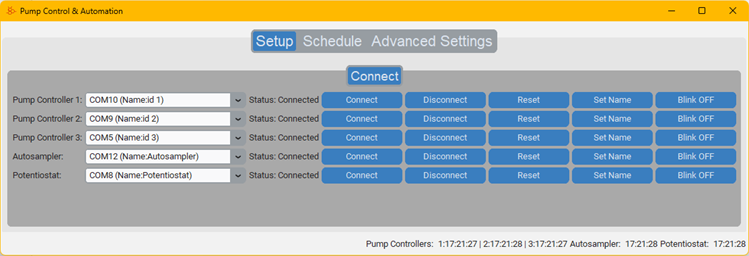 Pump Control & Automation
Setup Schedule Advanced Settings
Connect
Pump Controller 1: COM10 (Name:id 1) Status: Connected Connect Disconnect Reset Set Name Blink OFF
Pump Controller 2: COM9 (Name:id 2) Status: Connected Connect Disconnect Reset Set Name Blink OFF
Pump Controller 3: COM5 (Name:id 3) Status: Connected Connect Disconnect Reset Set Name Blink OFF
Autosampler: COM12 (Name:Autosampler) Status: Connected Connect Disconnect Reset Set Name Blink OFF
Potentiostat: COM8 (Name:Potentiostat) Status: Connected Connect Disconnect Reset Set Name Blink OFF
Pump Controllers: 1:17:21:27 | 2:17:21:28 | 3:17:21:27 Autosampler: 17:21:28 Potentiostat: 17:21:28